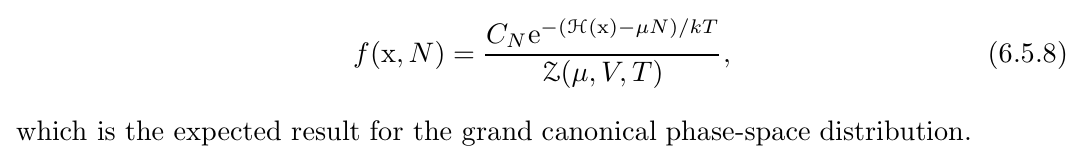 f(x, N) = \frac{C_N e^{-(\mathcal{H}(x)-\mu N)/kT}}{\mathcal{Z}(\mu, V, T)}, (6.5.8)
which is the expected result for the grand canonical phase-space distribution.